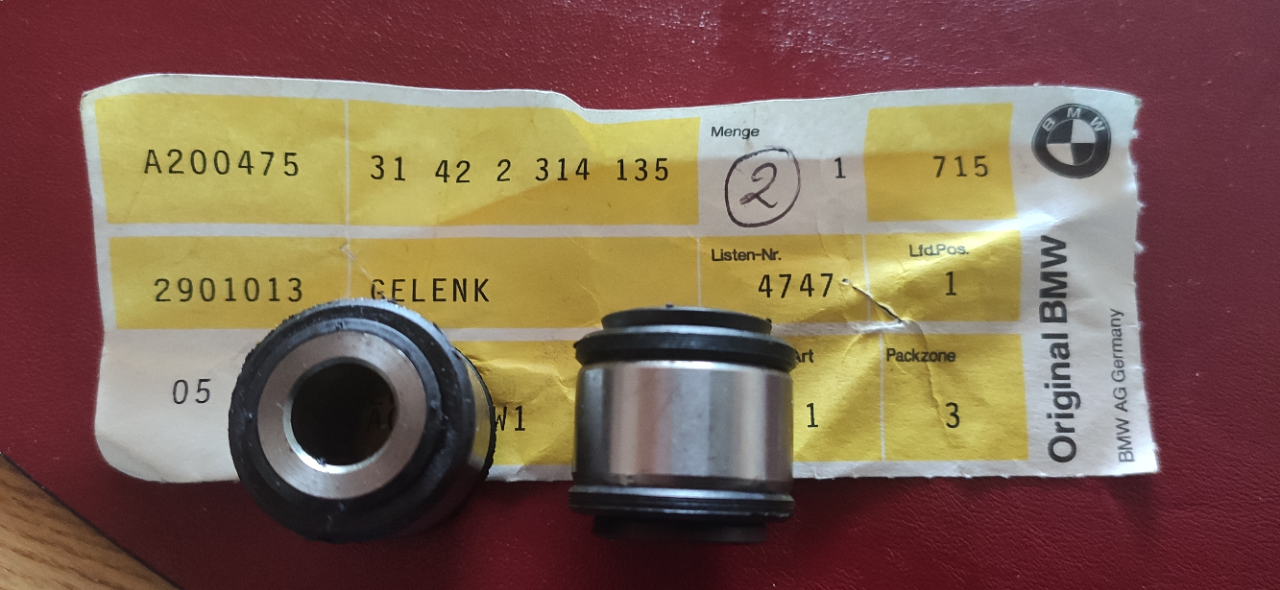 A200475 31 42 2 314 135 Menge 2 1 715
2901013 GELENK Listen-Nr. 4747 Lfd.Pos. 1
05 W1 Art 1 Packzone 3
BMW
Original BMW
BMW AG Germany